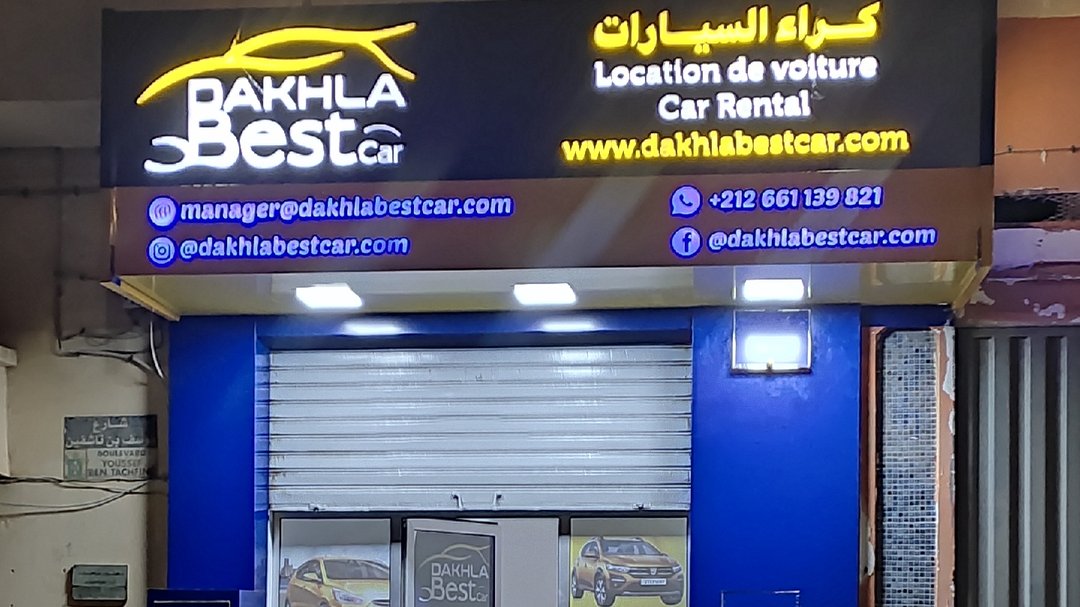 DAKHLA
Best Car
كراء السيارات
Location de voiture
Car Rental
www.dakhlabestcar.com
manager@dakhlabestcar.com
@dakhlabestcar.com
+212 661 139 821
@dakhlabestcar.com
شارع
يوسف بن تاشفين
BOULEVARD
YOUSSEF
BEN TACHFIN
DAKHLA
Best Car